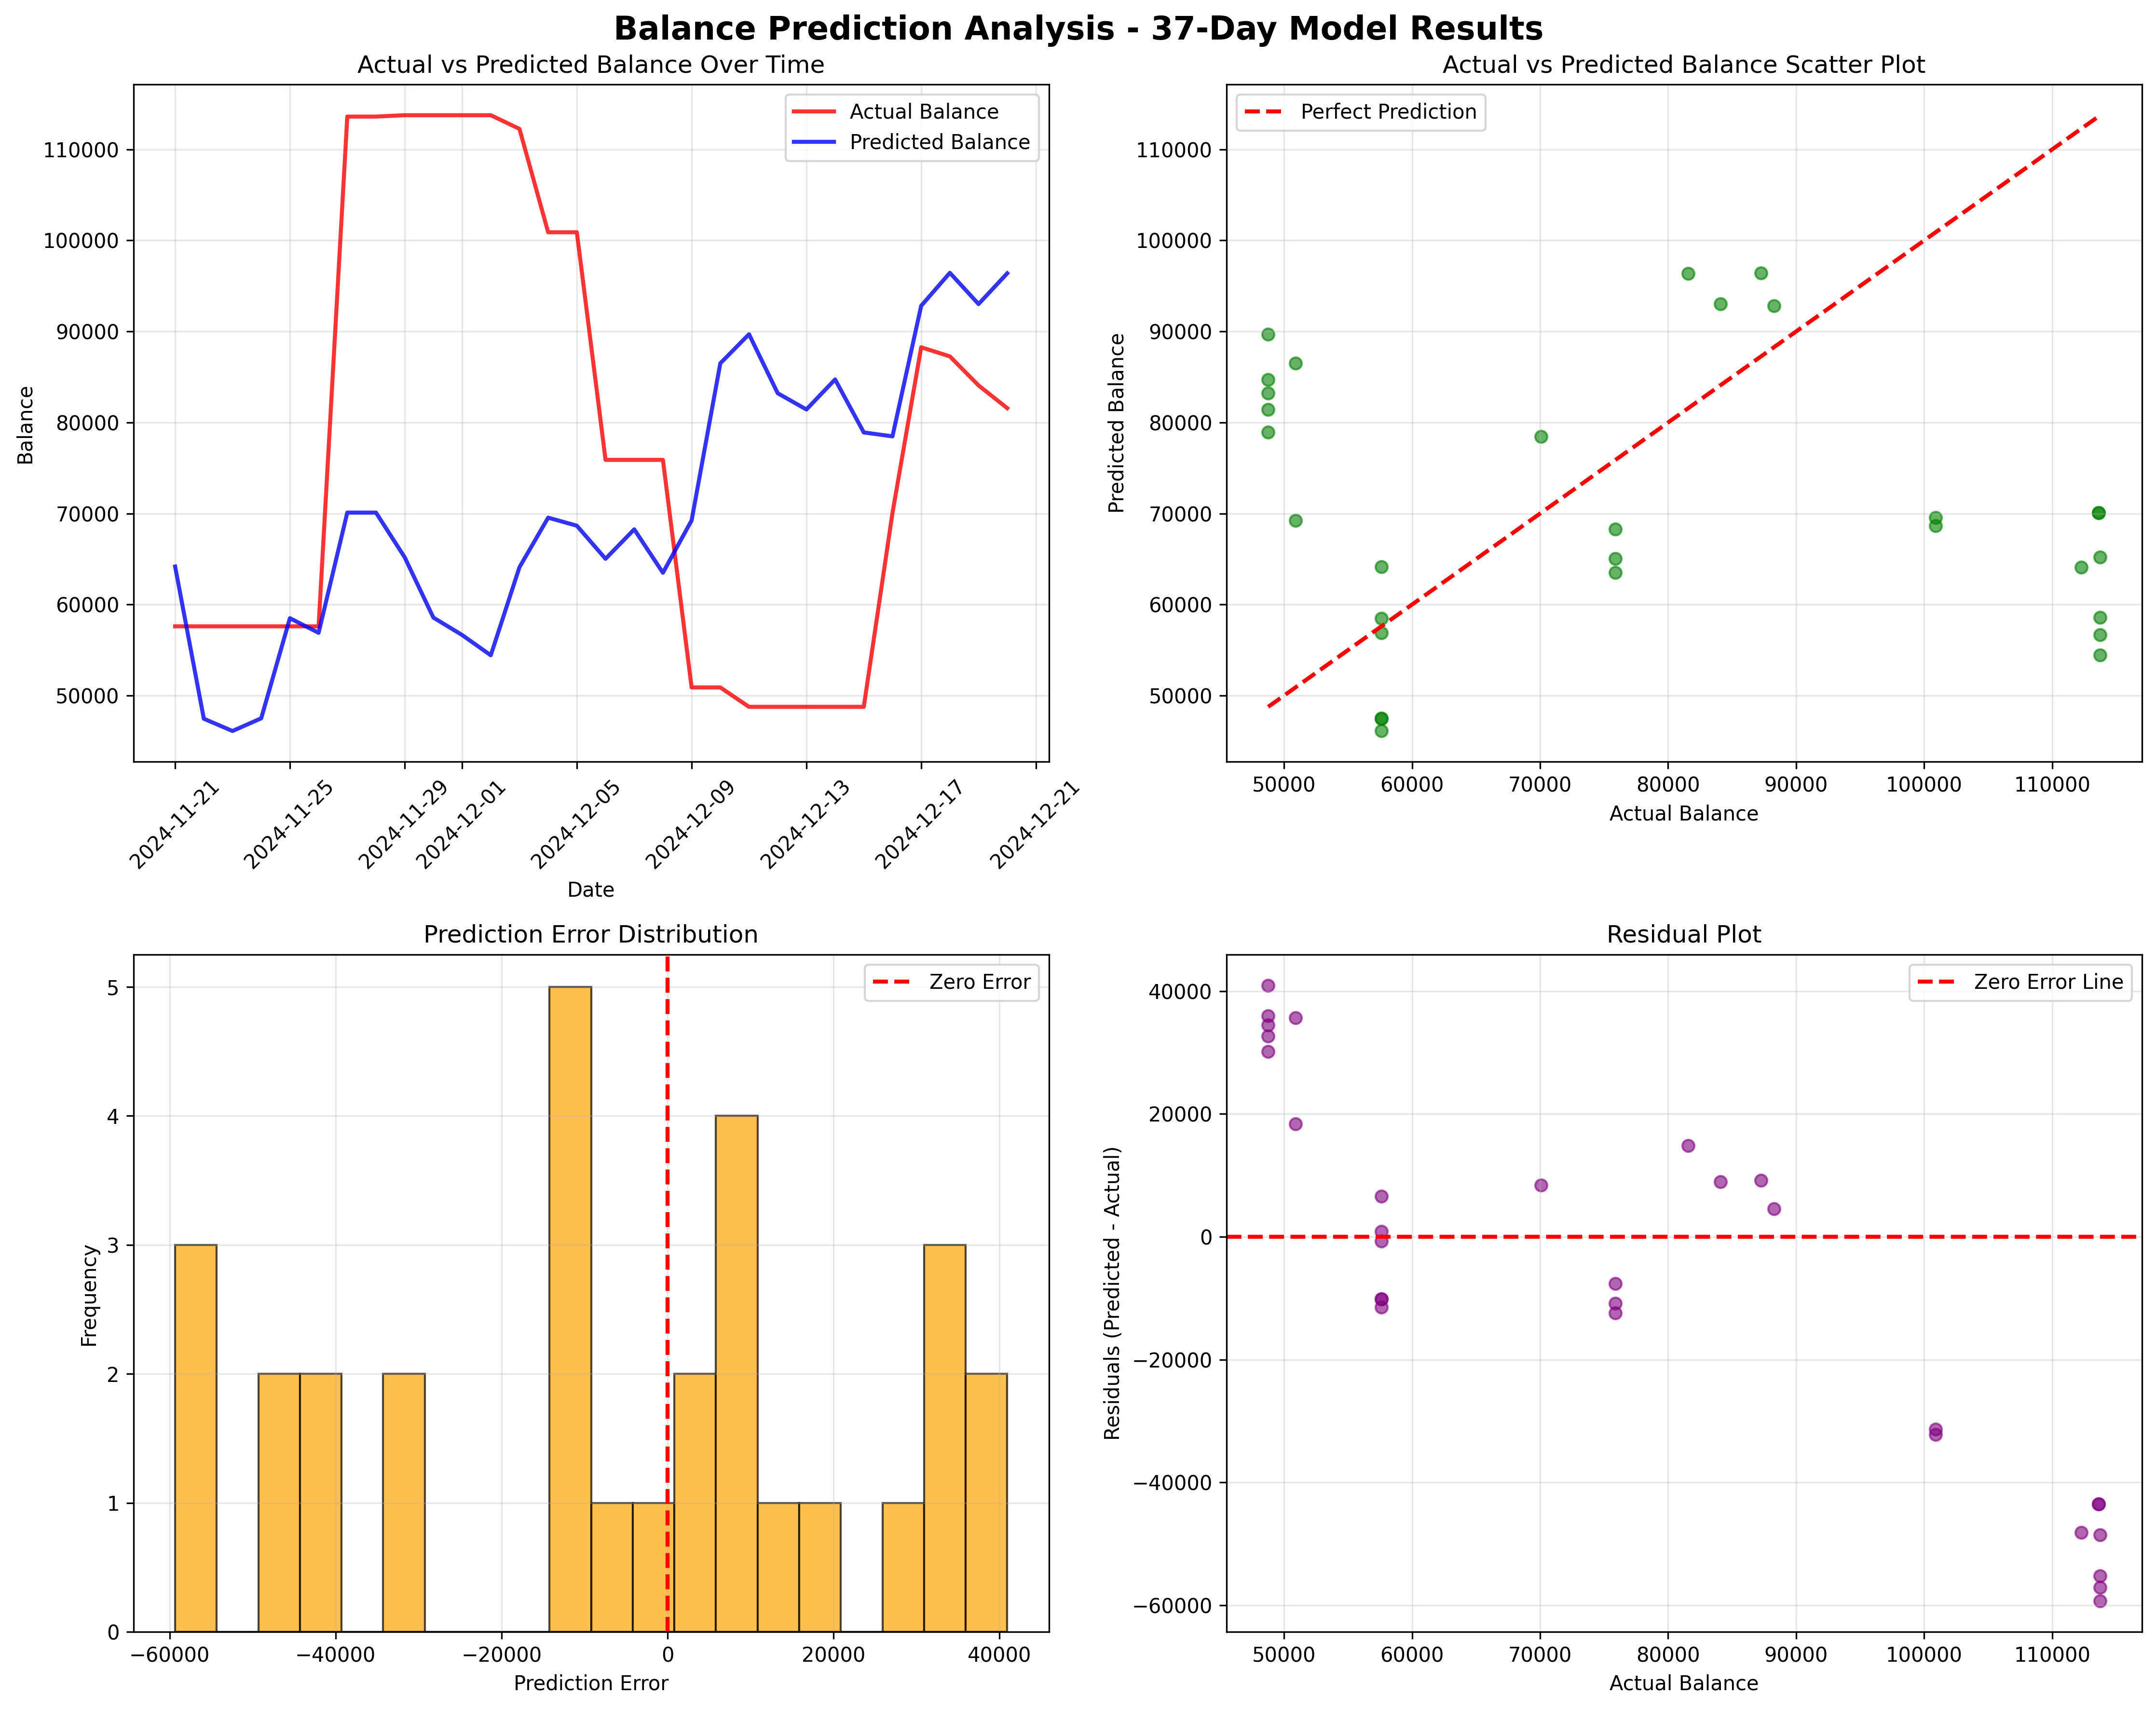 Balance Prediction Analysis - 37-Day Model Results
Actual vs Predicted Balance Over Time
Actual Balance
Predicted Balance
Balance
110000
100000
90000
80000
70000
60000
50000
2024-11-21
2024-11-25
2024-11-29
2024-12-01
2024-12-05
2024-12-09
2024-12-13
2024-12-17
2024-12-21
Date
Actual vs Predicted Balance Scatter Plot
Perfect Prediction
Predicted Balance
110000
100000
90000
80000
70000
60000
50000
50000 60000 70000 80000 90000 100000 110000
Actual Balance
Prediction Error Distribution
Zero Error
Frequency
5
4
3
2
1
0
−60000 −40000 −20000 0 20000 40000
Prediction Error
Residual Plot
Zero Error Line
Residuals (Predicted - Actual)
40000
20000
0
−20000
−40000
−60000
50000 60000 70000 80000 90000 100000 110000
Actual Balance